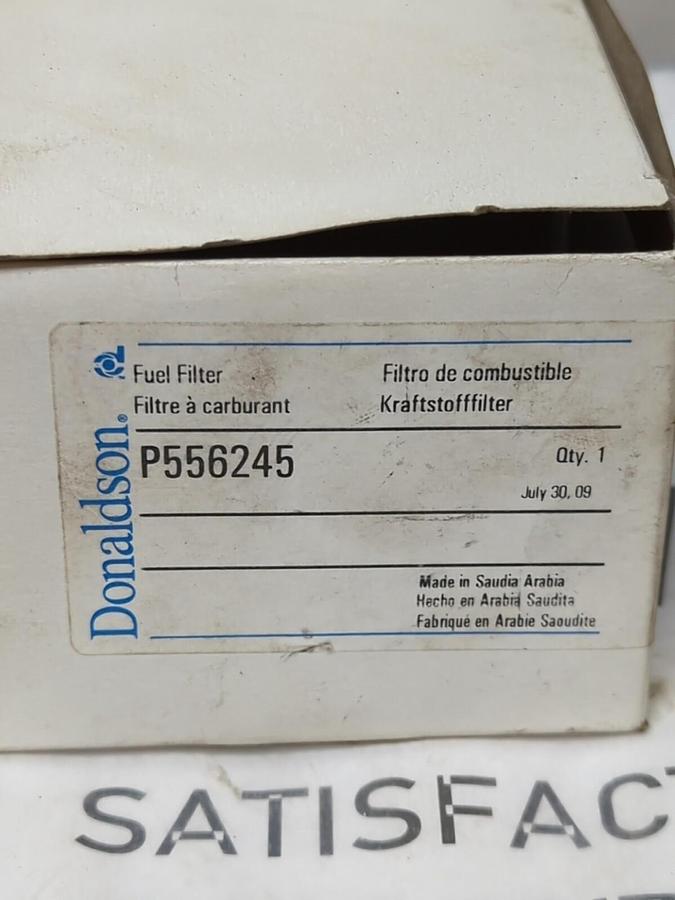 Donaldson®
Fuel Filter
Filtro de combustible
Filtre à carburant
Kraftstofffilter
P556245
Qty. 1
July 30, 09
Made in Saudia Arabia
Hecho en Arabia Saudita
Fabriqué en Arabie Saoudite
SATISFACT